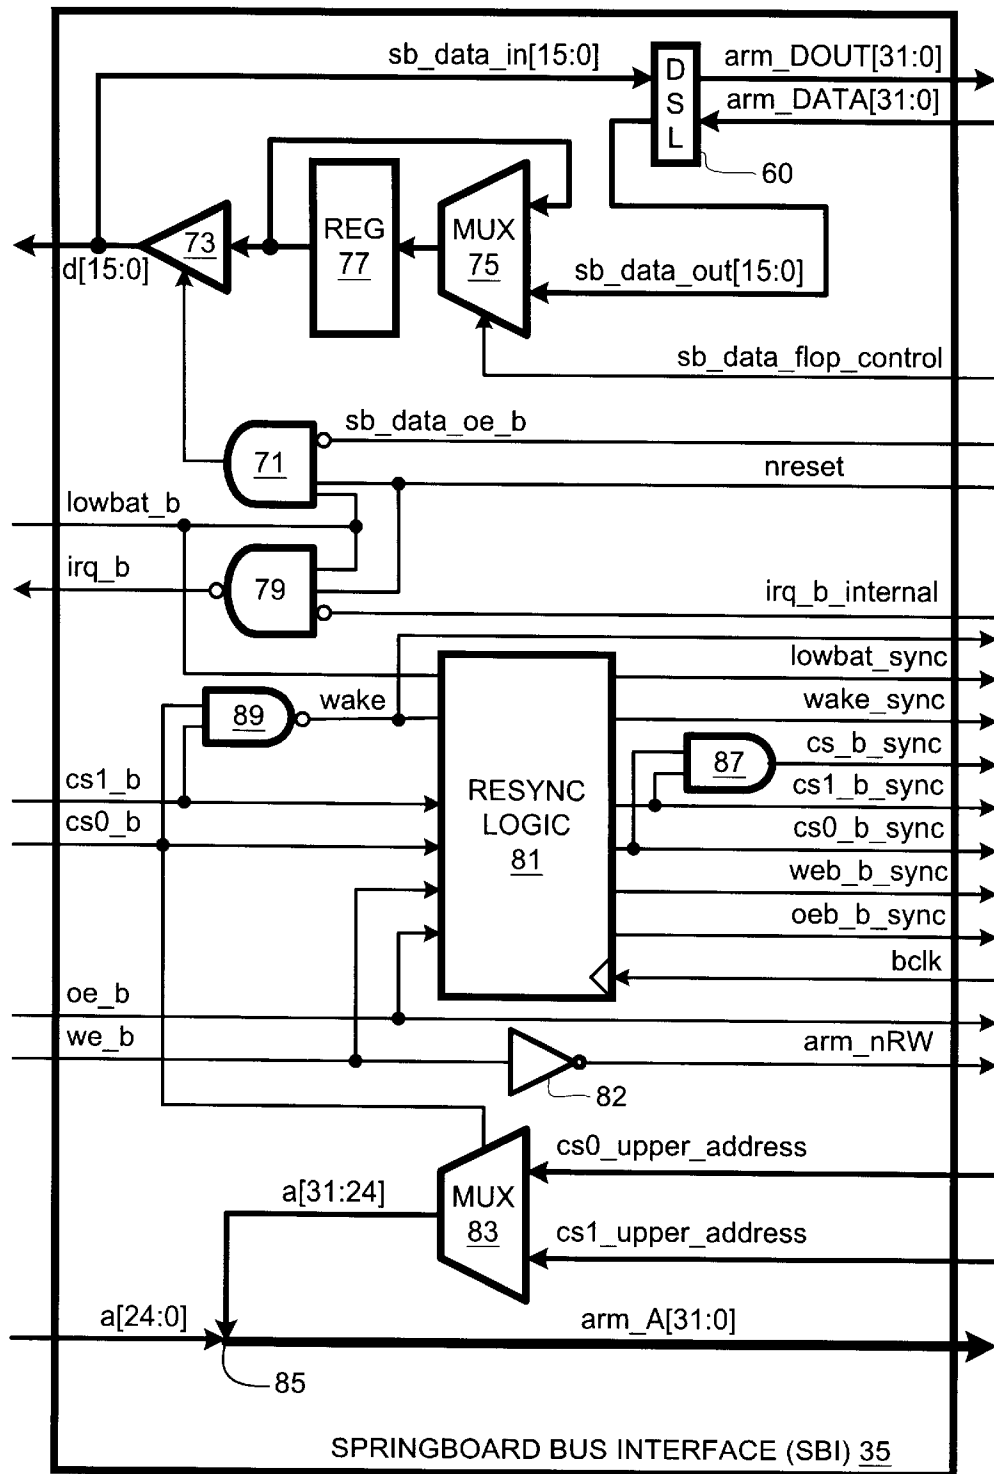 sb_data_in[15:0]
D
S
L
arm_DOUT[31:0]
arm_DATA[31:0]
60
REG
77
MUX
75
73
d[15:0]
sb_data_out[15:0]
sb_data_flop_control
sb_data_oe_b
71
nreset
lowbat_b
irq_b
79
irq_b_internal
lowbat_sync
wake
wake_sync
89
87
cs_b_sync
cs1_b
cs1_b_sync
RESYNC
LOGIC
81
cs0_b
cs0_b_sync
web_b_sync
oeb_b_sync
bclk
oe_b
we_b
arm_nRW
82
cs0_upper_address
a[31:24]
MUX
83
cs1_upper_address
a[24:0]
arm_A[31:0]
85
SPRINGBOARD BUS INTERFACE (SBI) 35